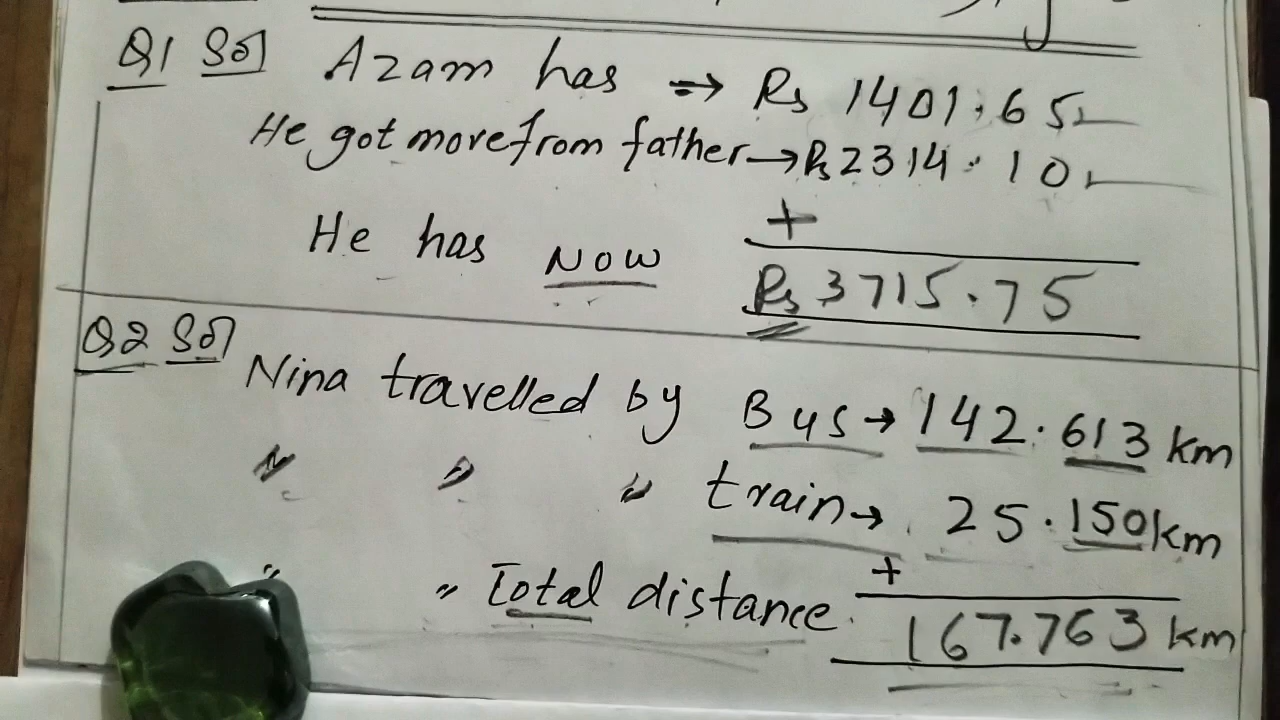 Q1 Sol Azam has → Rs 1401.65
He got more from father → Rs 2314.10
+
He has NOW Rs 3715.75
Q2 Sol
Nina travelled by Bus → 142.613 km
" " " train → 25.150 km
+
" " Total distance 167.763 km